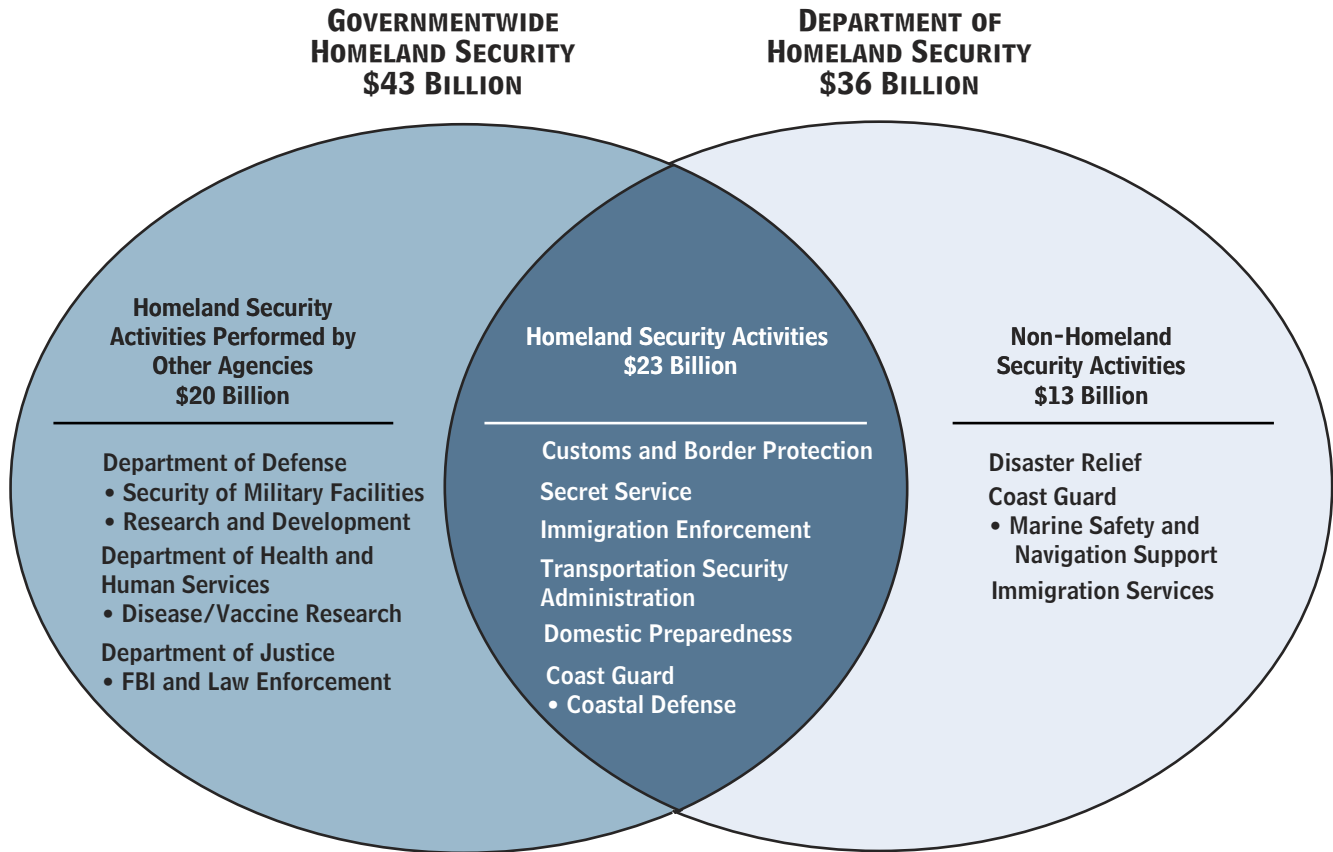 GOVERNMENTWIDE
HOMELAND SECURITY
$43 BILLION
DEPARTMENT OF
HOMELAND SECURITY
$36 BILLION
Homeland Security
Activities Performed by
Other Agencies
$20 Billion
Department of Defense
• Security of Military Facilities
• Research and Development
Department of Health and
Human Services
• Disease/Vaccine Research
Department of Justice
• FBI and Law Enforcement
Homeland Security Activities
$23 Billion
Customs and Border Protection
Secret Service
Immigration Enforcement
Transportation Security
Administration
Domestic Preparedness
Coast Guard
• Coastal Defense
Non-Homeland
Security Activities
$13 Billion
Disaster Relief
Coast Guard
• Marine Safety and
Navigation Support
Immigration Services